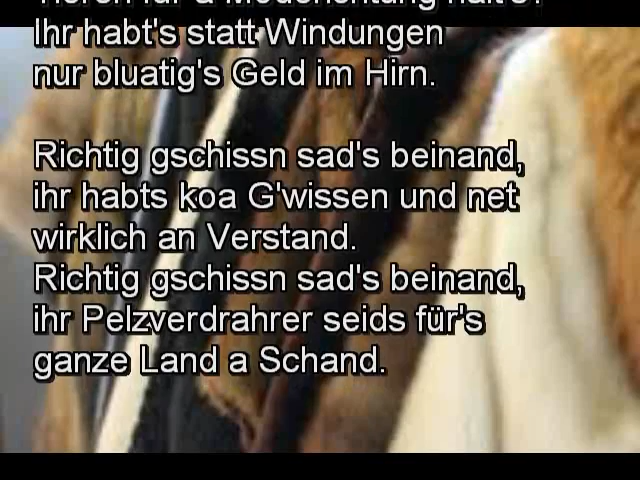 Ihr habt's statt Windungen
nur bluatig's Geld im Hirn.
Richtig gschissn sad's beinand,
ihr habts koa G'wissen und net
wirklich an Verstand.
Richtig gschissn sad's beinand,
ihr Pelzverdrahrer seids für's
ganze Land a Schand.